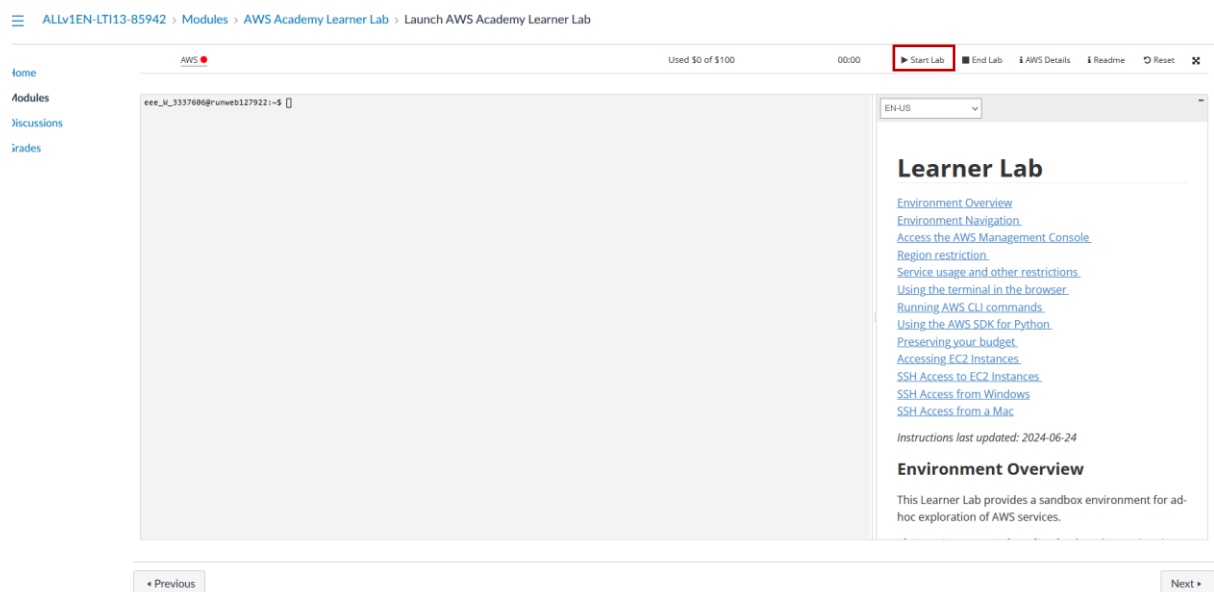 ALLv1EN-LTI13-85942 > Modules > AWS Academy Learner Lab > Launch AWS Academy Learner Lab
AWS Used $0 of $100 00:00 Start Lab End Lab AWS Details Readme Reset
Home
Modules
Discussions
Grades
eee_W_3337606@runweb127922:~$ []
EN-US
Learner Lab
Environment Overview
Environment Navigation
Access the AWS Management Console
Region restriction
Service usage and other restrictions
Using the terminal in the browser
Running AWS CLI commands
Using the AWS SDK for Python
Preserving your budget
Accessing EC2 Instances
SSH Access to EC2 Instances
SSH Access from Windows
SSH Access from a Mac
Instructions last updated: 2024-06-24
Environment Overview
This Learner Lab provides a sandbox environment for ad-
hoc exploration of AWS services.
◂ Previous
Next ▸